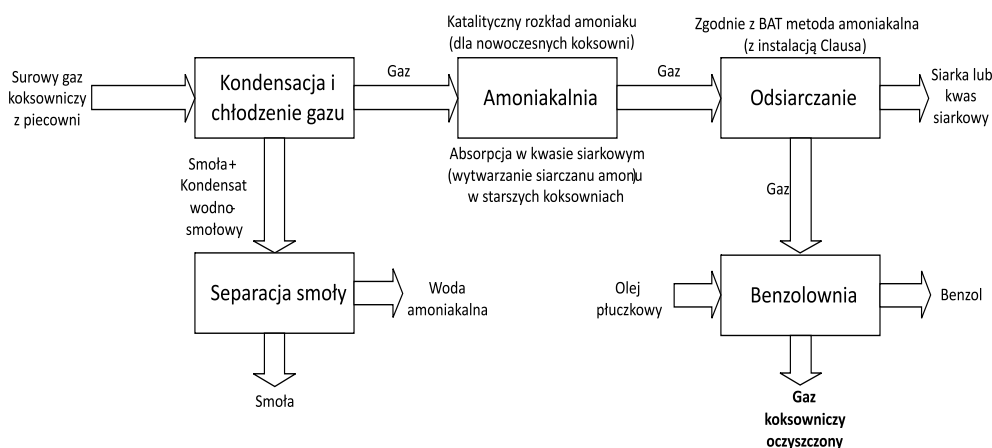 Katalityczny rozkład amoniaku
(dla nowoczesnych koksowni)
Zgodnie z BAT metoda amoniakalna
(z instalacją Clausa)
Surowy gaz
koksowniczy
z piecowni
Kondensacja i
chłodzenie gazu
Gaz
Amoniakalnia
Gaz
Odsiarczanie
Siarka lub
kwas
siarkowy
Absorpcja w kwasie siarkowym
(wytwarzanie siarczanu amonu)
w starszych koksowniach
Smoła+
Kondensat
wodno-
smołowy
Gaz
Separacja smoły
Woda
amoniakalna
Olej
płuczkowy
Benzolownia
Benzol
Smoła
Gaz
koksowniczy
oczyszczony